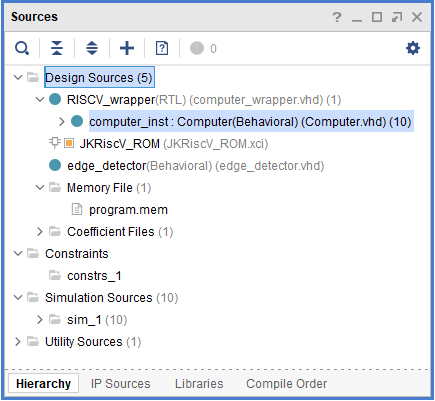 Sources
? _ □ ✕
0
Design Sources (5)
RISCV_wrapper(RTL) (computer_wrapper.vhd) (1)
computer_inst : Computer(Behavioral) (Computer.vhd) (10)
JKRiscV_ROM (JKRiscV_ROM.xci)
edge_detector(Behavioral) (edge_detector.vhd)
Memory File (1)
program.mem
Coefficient Files (1)
Constraints
constrs_1
Simulation Sources (10)
sim_1 (10)
Utility Sources (1)
Hierarchy IP Sources Libraries Compile Order